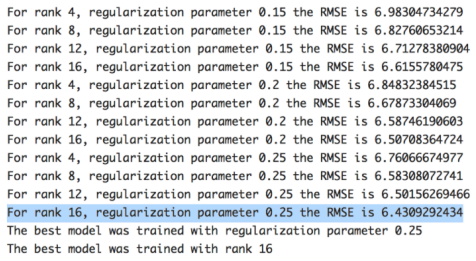 For rank 4, regularization parameter 0.15 the RMSE is 6.98304734279
For rank 8, regularization parameter 0.15 the RMSE is 6.82760653214
For rank 12, regularization parameter 0.15 the RMSE is 6.71278380904
For rank 16, regularization parameter 0.15 the RMSE is 6.6155780475
For rank 4, regularization parameter 0.2 the RMSE is 6.84832384515
For rank 8, regularization parameter 0.2 the RMSE is 6.67873304069
For rank 12, regularization parameter 0.2 the RMSE is 6.58746190603
For rank 16, regularization parameter 0.2 the RMSE is 6.50708364724
For rank 4, regularization parameter 0.25 the RMSE is 6.76066674977
For rank 8, regularization parameter 0.25 the RMSE is 6.58308072741
For rank 12, regularization parameter 0.25 the RMSE is 6.50156269466
For rank 16, regularization parameter 0.25 the RMSE is 6.4309292434
The best model was trained with regularization parameter 0.25
The best model was trained with rank 16